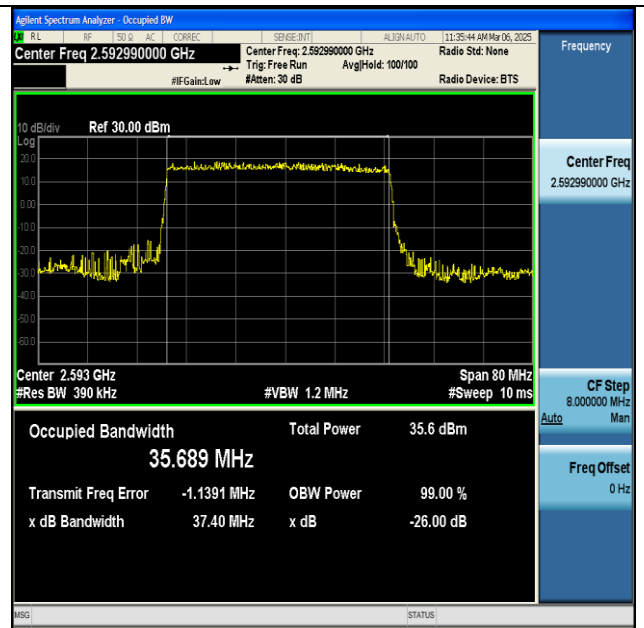 Agilent Spectrum Analyzer - Occupied BW
RL RF 50 Ω AC CORREC SENSE:INT ALIGN AUTO 11:35:44 AM Mar 06, 2025
Center Freq 2.592990000 GHz
Center Freq: 2.592990000 GHz
Radio Std: None
Trig: Free Run Avg|Hold: 100/100
#IFGain:Low #Atten: 30 dB Radio Device: BTS
10 dB/div Ref 30.00 dBm
Log
20.0
10.0
0.00
-10.0
-20.0
-30.0
-40.0
-50.0
-60.0
Center 2.593 GHz Span 80 MHz
#Res BW 390 kHz #VBW 1.2 MHz #Sweep 10 ms
Occupied Bandwidth Total Power 35.6 dBm
35.689 MHz
Transmit Freq Error -1.1391 MHz OBW Power 99.00 %
x dB Bandwidth 37.40 MHz x dB -26.00 dB
MSG STATUS
Frequency
Center Freq
2.592990000 GHz
CF Step
8.000000 MHz
Auto Man
Freq Offset
0 Hz